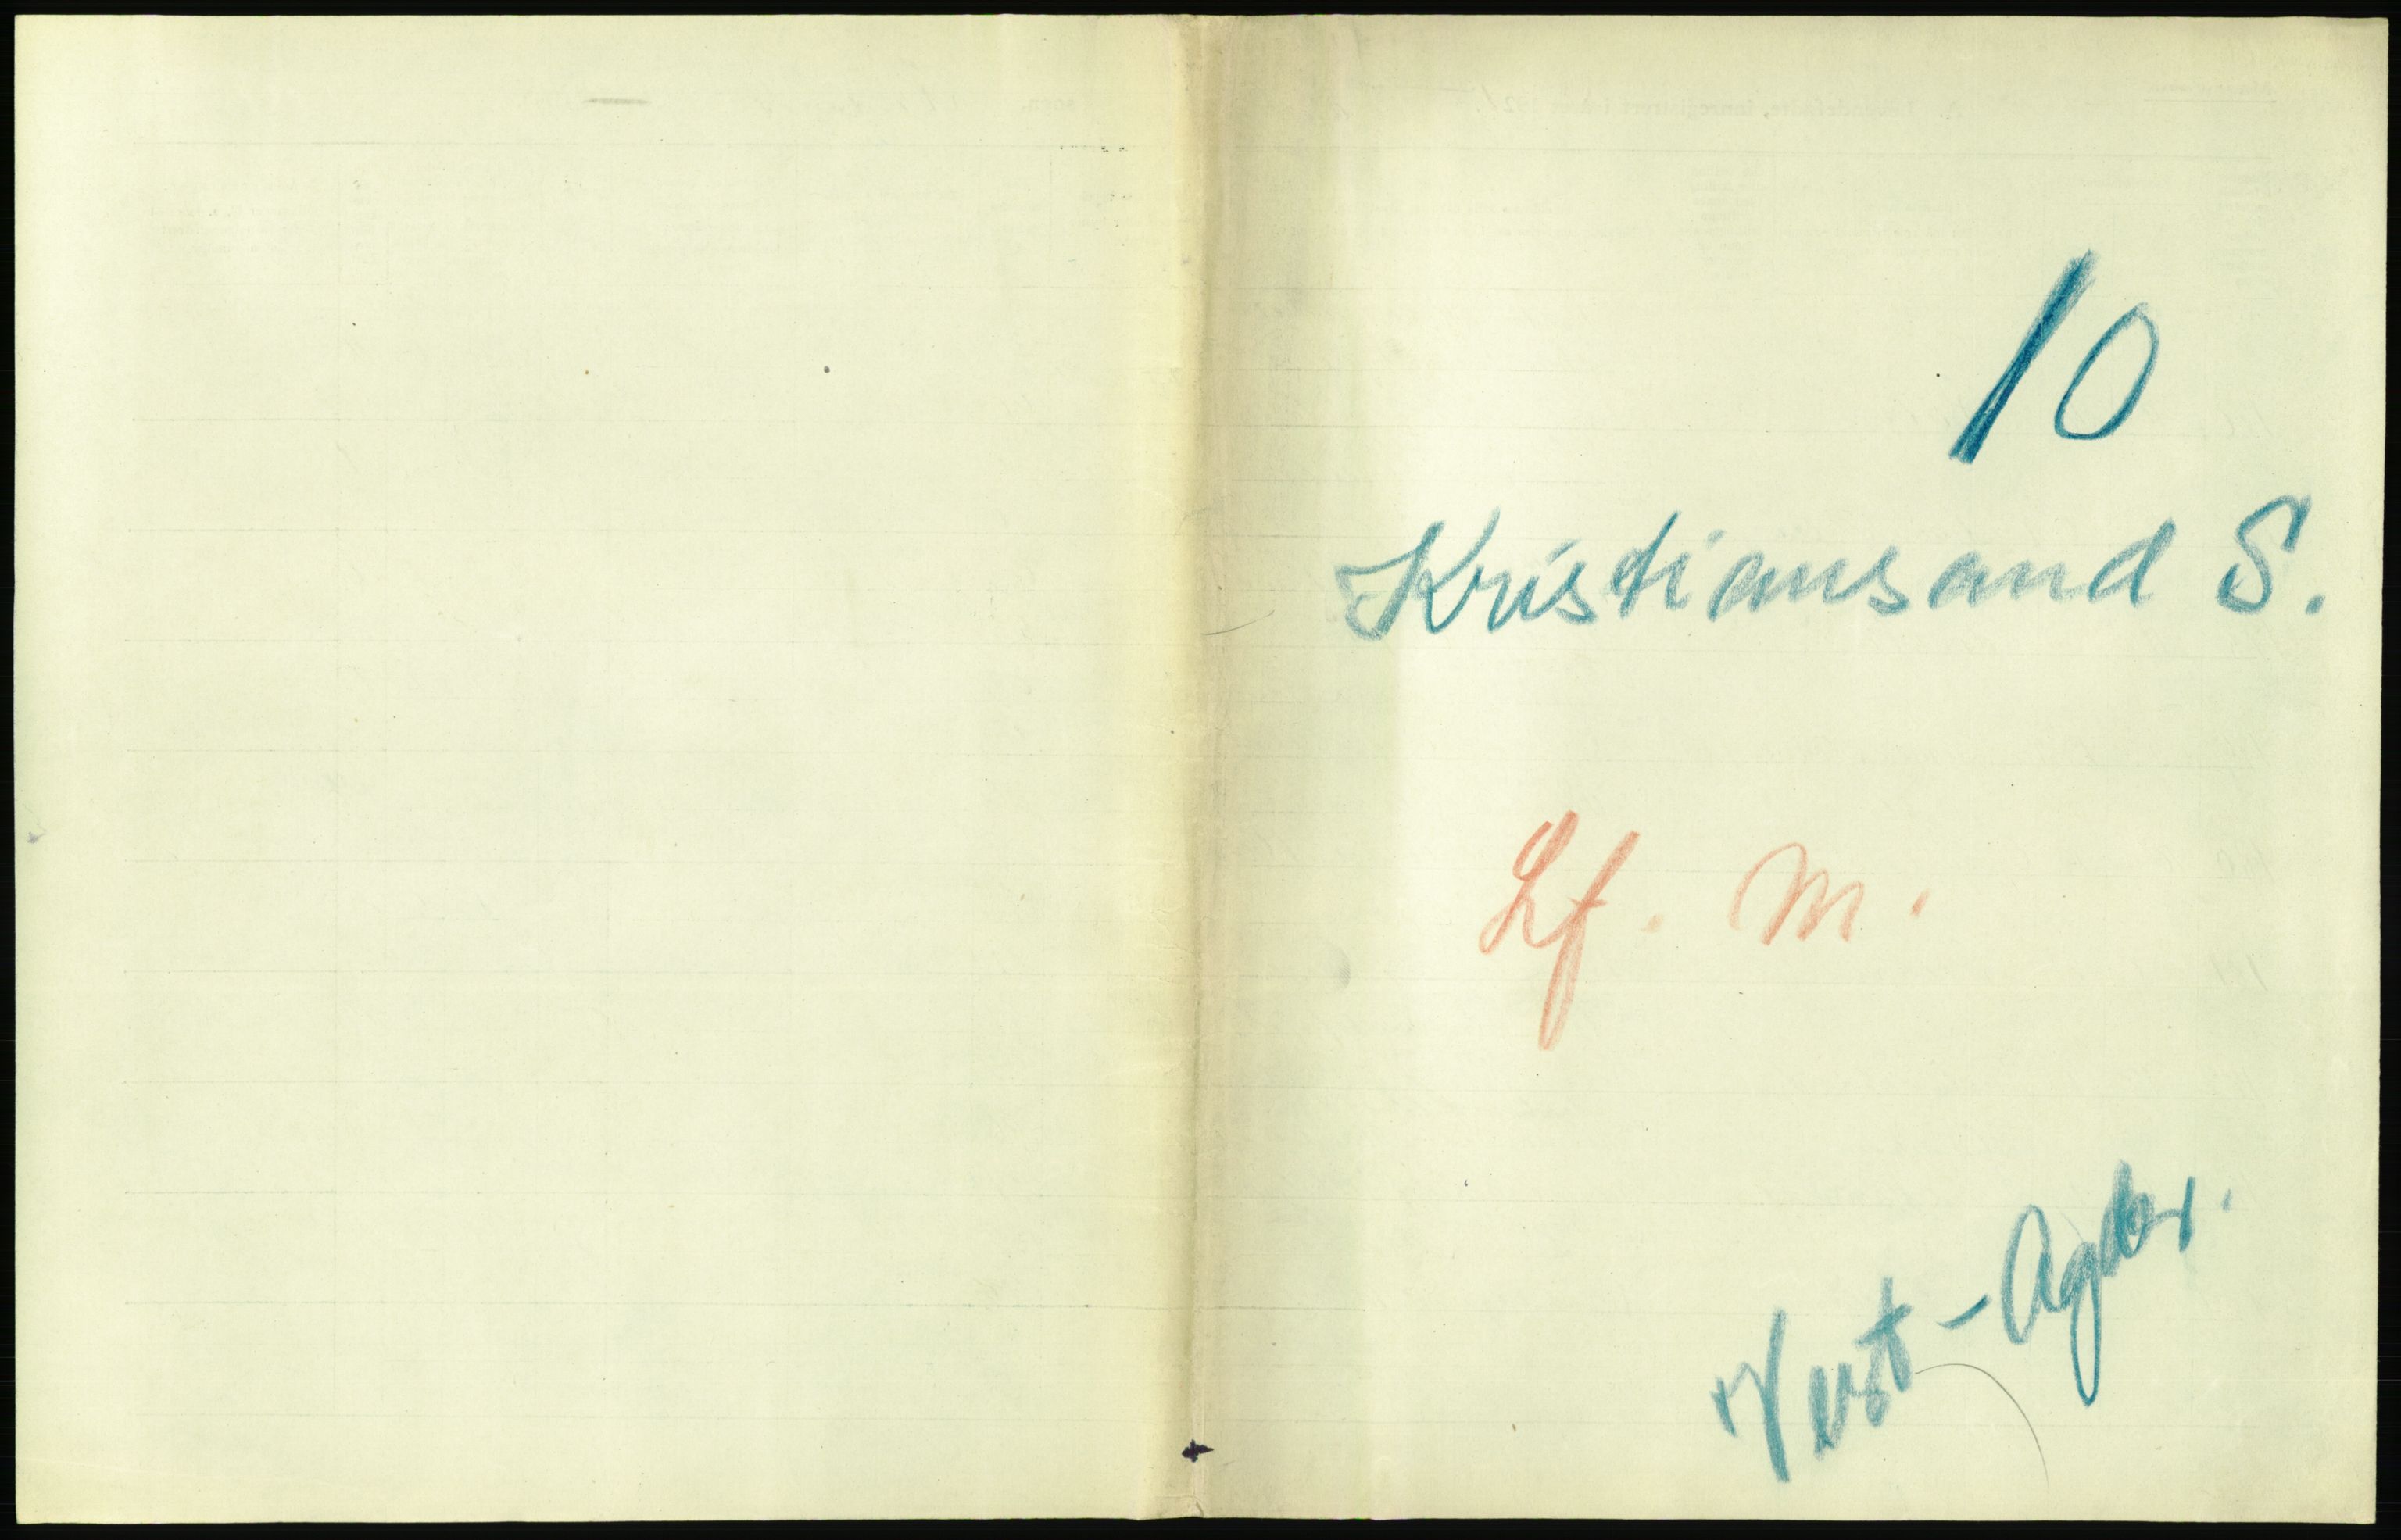 10
Kristiansand S.
Lf. M.
Vest-Agder.